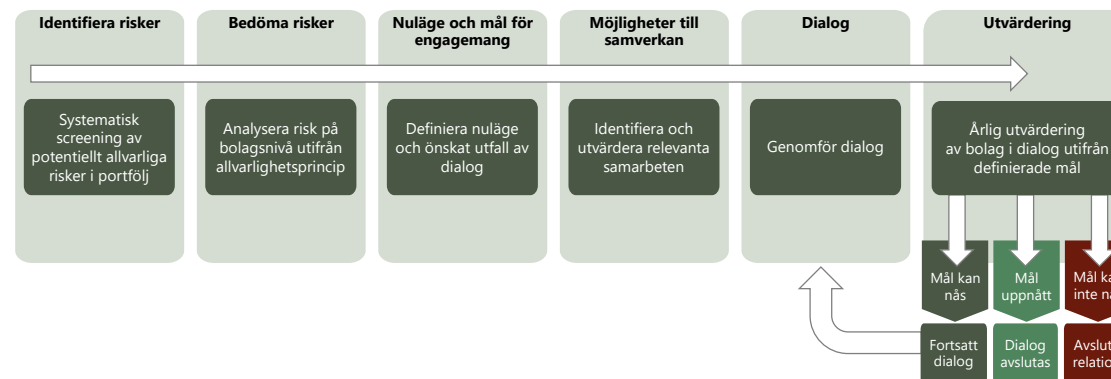 Identifiera risker
Bedöma risker
Nuläge och mål för
engagemang
Möjligheter till
samverkan
Dialog
Utvärdering
Systematisk
screening av
potentiellt allvarliga
risker i portfölj
Analysera risk på
bolagsnivå utifrån
allvarlighetsprincip
Definiera nuläge
och önskat utfall av
dialog
Identifiera och
utvärdera relevanta
samarbeten
Genomför dialog
Årlig utvärdering
av bolag i dialog utifrån
definierade mål
Mål kan
nås
Mål
uppnått
Mål
inte
Fortsatt
dialog
Dialog
avslutas